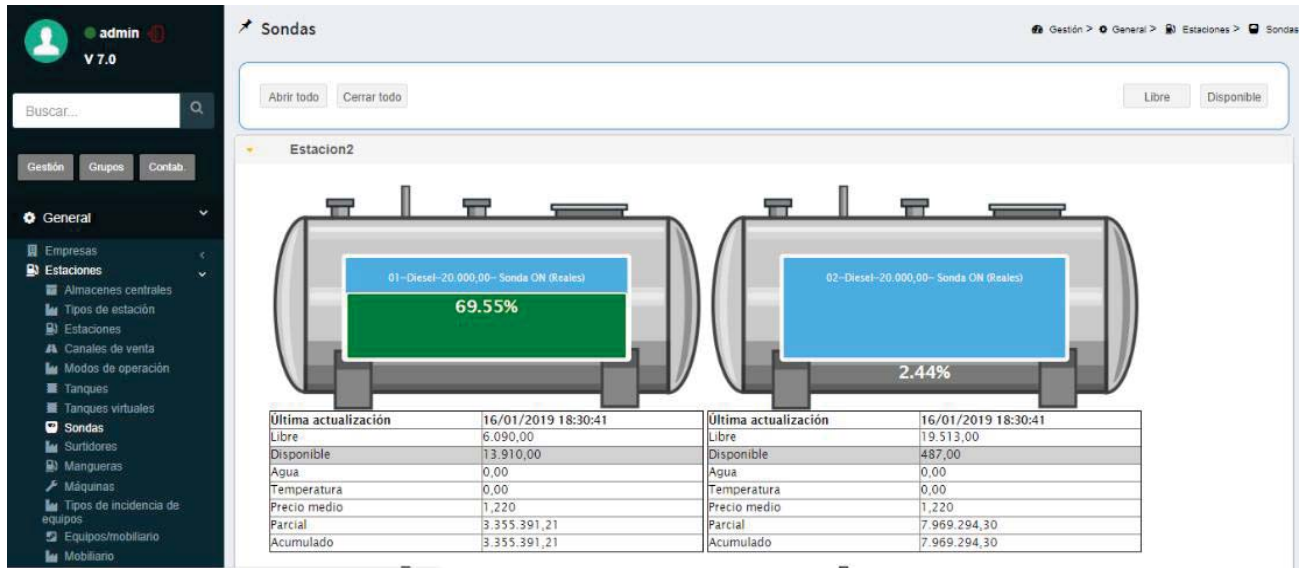 admin
V 7.0
Buscar...
Gestión Grupos Contab.
General
Empresas
Estaciones
Almacenes centrales
Tipos de estación
Estaciones
Canales de venta
Modos de operación
Tanques
Tanques virtuales
Sondas
Surtidores
Mangueras
Máquinas
Tipos de incidencia de
equipos
Equipos/mobiliario
Mobiliario
Sondas
Gestión > General > Estaciones > Sondas
Abrir todo Cerrar todo
Libre Disponible
Estacion2
01--Diesel--20.000,00-- Sonda ON (Reales)
69.55%
Última actualización 16/01/2019 18:30:41
Libre 6.090,00
Disponible 13.910,00
Agua 0,00
Temperatura 0,00
Precio medio 1,220
Parcial 3.355.391,21
Acumulado 3.355.391,21
02--Diesel--20.000,00-- Sonda ON (Reales)
2.44%
Última actualización 16/01/2019 18:30:41
Libre 19.513,00
Disponible 487,00
Agua 0,00
Temperatura 0,00
Precio medio 1,220
Parcial 7.969.294,30
Acumulado 7.969.294,30